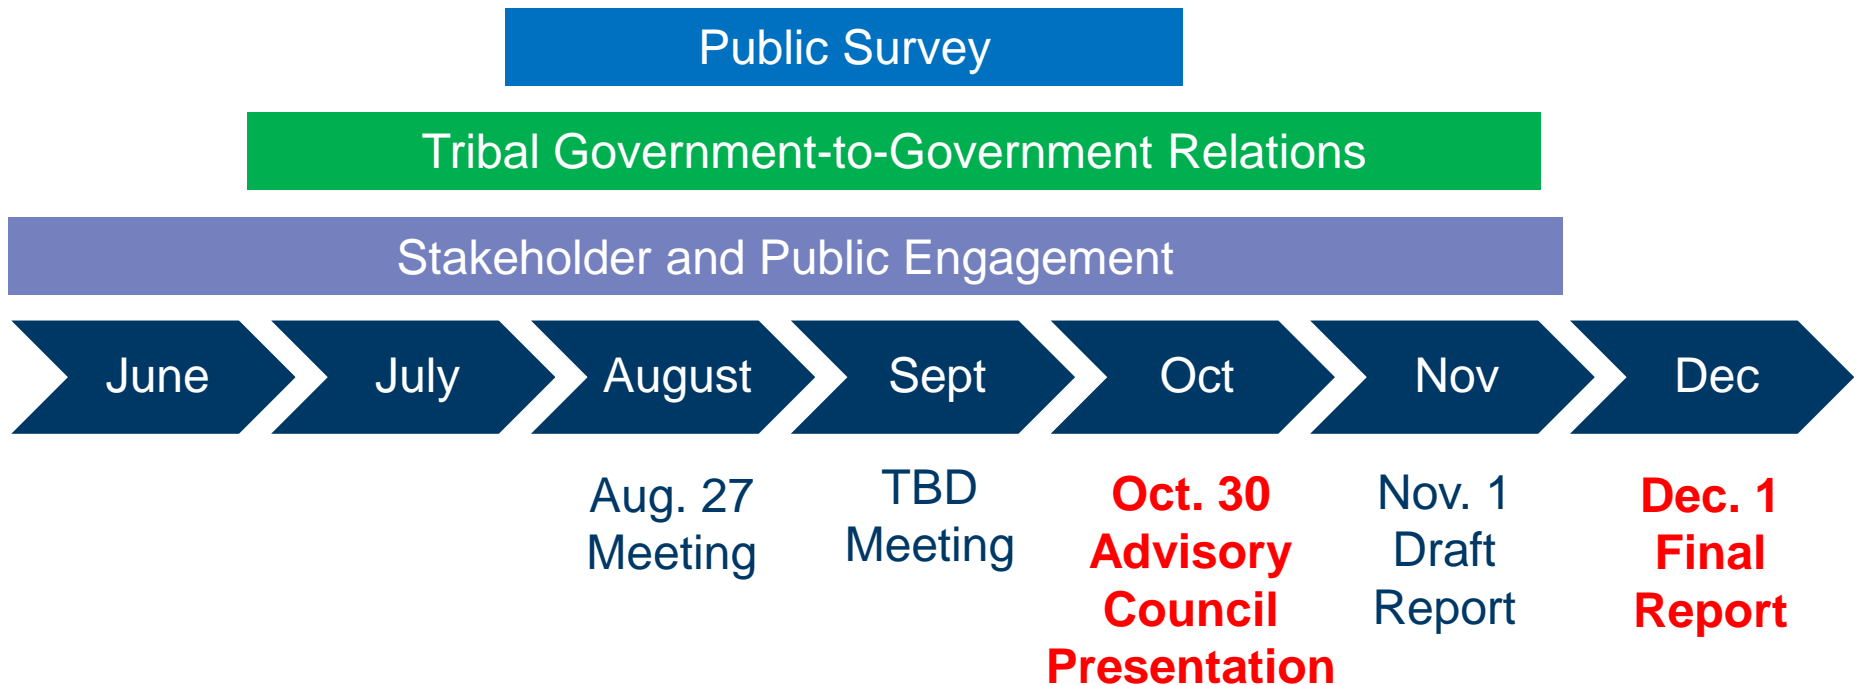 Public Survey
Tribal Government-to-Government Relations
Stakeholder and Public Engagement
June
July
August
Sept
Oct
Nov
Dec
Aug. 27
Meeting
TBD
Meeting
Oct. 30
Advisory
Council
Presentation
Nov. 1
Draft
Report
Dec. 1
Final
Report